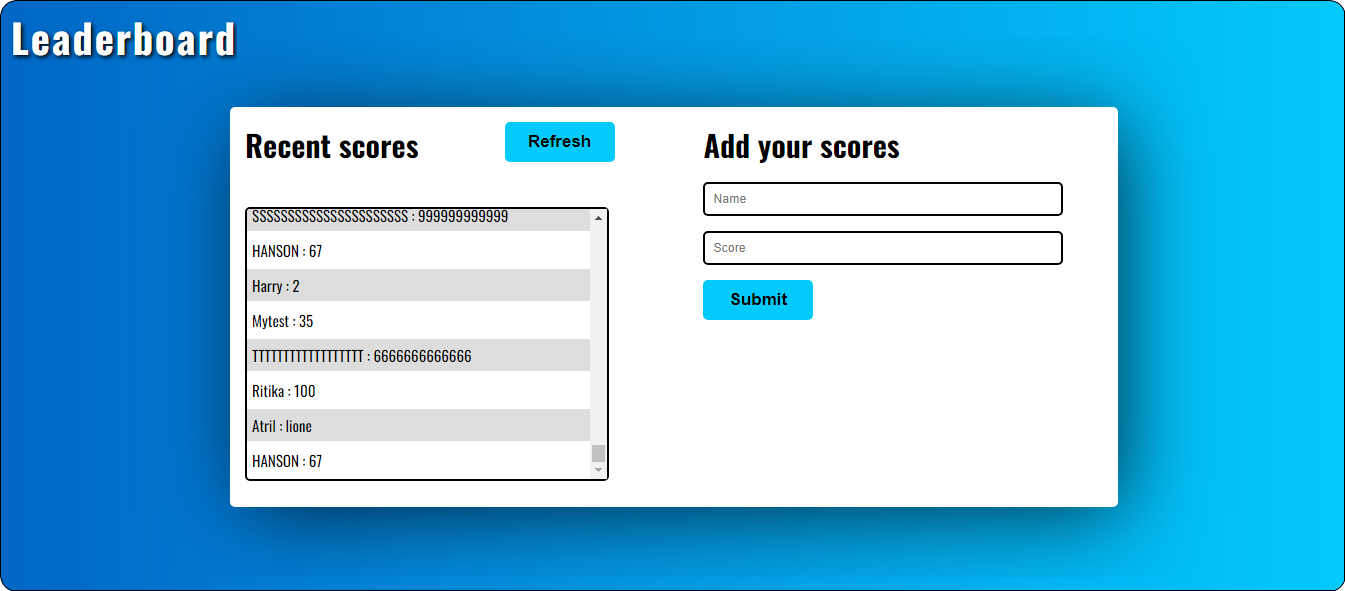 Leaderboard
Recent scores
Refresh
SSSSSSSSSSSSSSSSSSSSSS : 999999999999
HANSON : 67
Harry : 2
Mytest : 35
TTTTTTTTTTTTTTTTTT : 6666666666666
Ritika : 100
Atril : lione
HANSON : 67
Add your scores
Name
Score
Submit